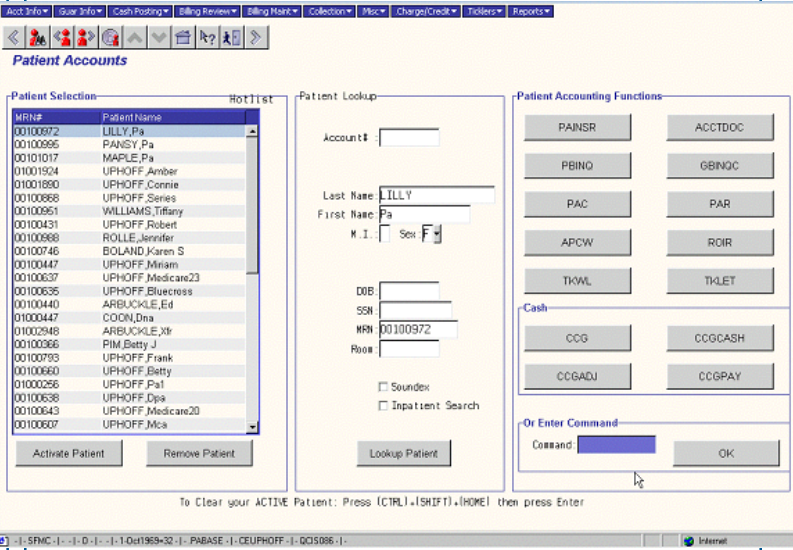 Acct Info Guar Info Cash Posting Billing Review Billing Maint Collection Misc Charge/Credit Ticklers Reports
Patient Accounts
Patient Selection
Hotlist
MRN# Patient Name
00100972 LILLY,Pa
00100995 PANSY,Pa
00101017 MAPLE,Pa
01001924 UPHOFF,Amber
01001890 UPHOFF,Connie
00100868 UPHOFF,Series
00100951 WILLIAMS,Tiffany
00100431 UPHOFF,Robert
00100988 ROLLE,Jennifer
00100746 BOLAND,Karen S
00100447 UPHOFF,Miriam
00100637 UPHOFF,Medicare23
00100635 UPHOFF,Bluecross
00100440 ARBUCKLE,Ed
01000447 COON,Dna
01002948 ARBUCKLE,Xfr
00100366 PIM,Betty J
00100793 UPHOFF,Frank
00100660 UPHOFF,Betty
01000256 UPHOFF,Pa1
00100638 UPHOFF,Dpa
00100643 UPHOFF,Medicare20
00100607 UPHOFF,Mca
Activate Patient Remove Patient
Patient Lookup
Account# :
Last Name: LILLY
First Name: Pa
M.I.: Sex: F
DOB:
SSN:
MRN: 00100972
Room:
Soundex
Inpatient Search
Lookup Patient
Patient Accounting Functions
PAINSR ACCTDOC
PBINQ GBINQC
PAC PAR
APCW ROIR
TKWL TKLET
Cash
CCG CCGCASH
CCGADJ CCGPAY
Or Enter Command
Command: OK
To Clear your ACTIVE Patient: Press (CTRL)+(SHIFT)+(HOME) then press Enter
-|- SFMC -|- -|- D -|- -|- 1-Oct1969=32 -|- .PABASE -|- CEUPHOFF -|- QCIS086 -|- Internet